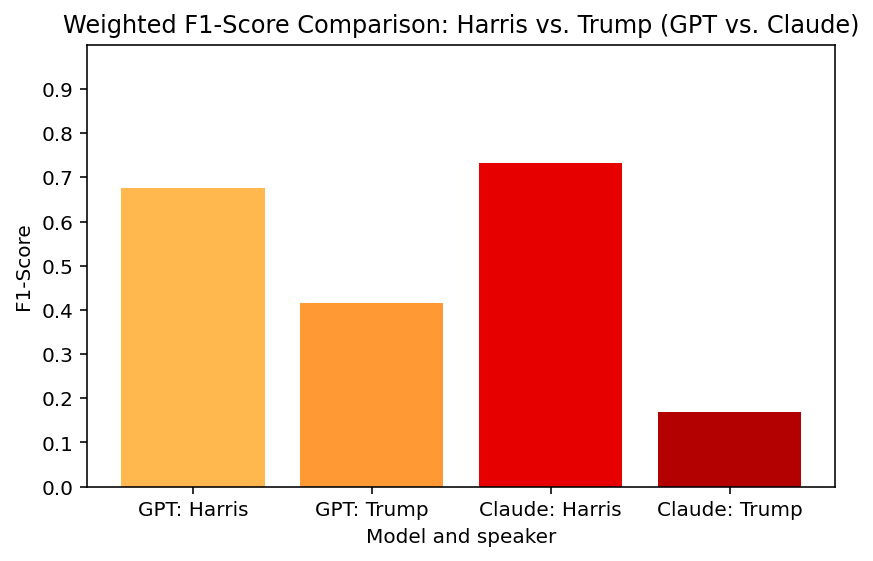 Weighted F1-Score Comparison: Harris vs. Trump (GPT vs. Claude)
0.9
0.8
0.7
0.6
0.5
0.4
0.3
0.2
0.1
0.0
F1-Score
GPT: Harris
GPT: Trump
Claude: Harris
Claude: Trump
Model and speaker